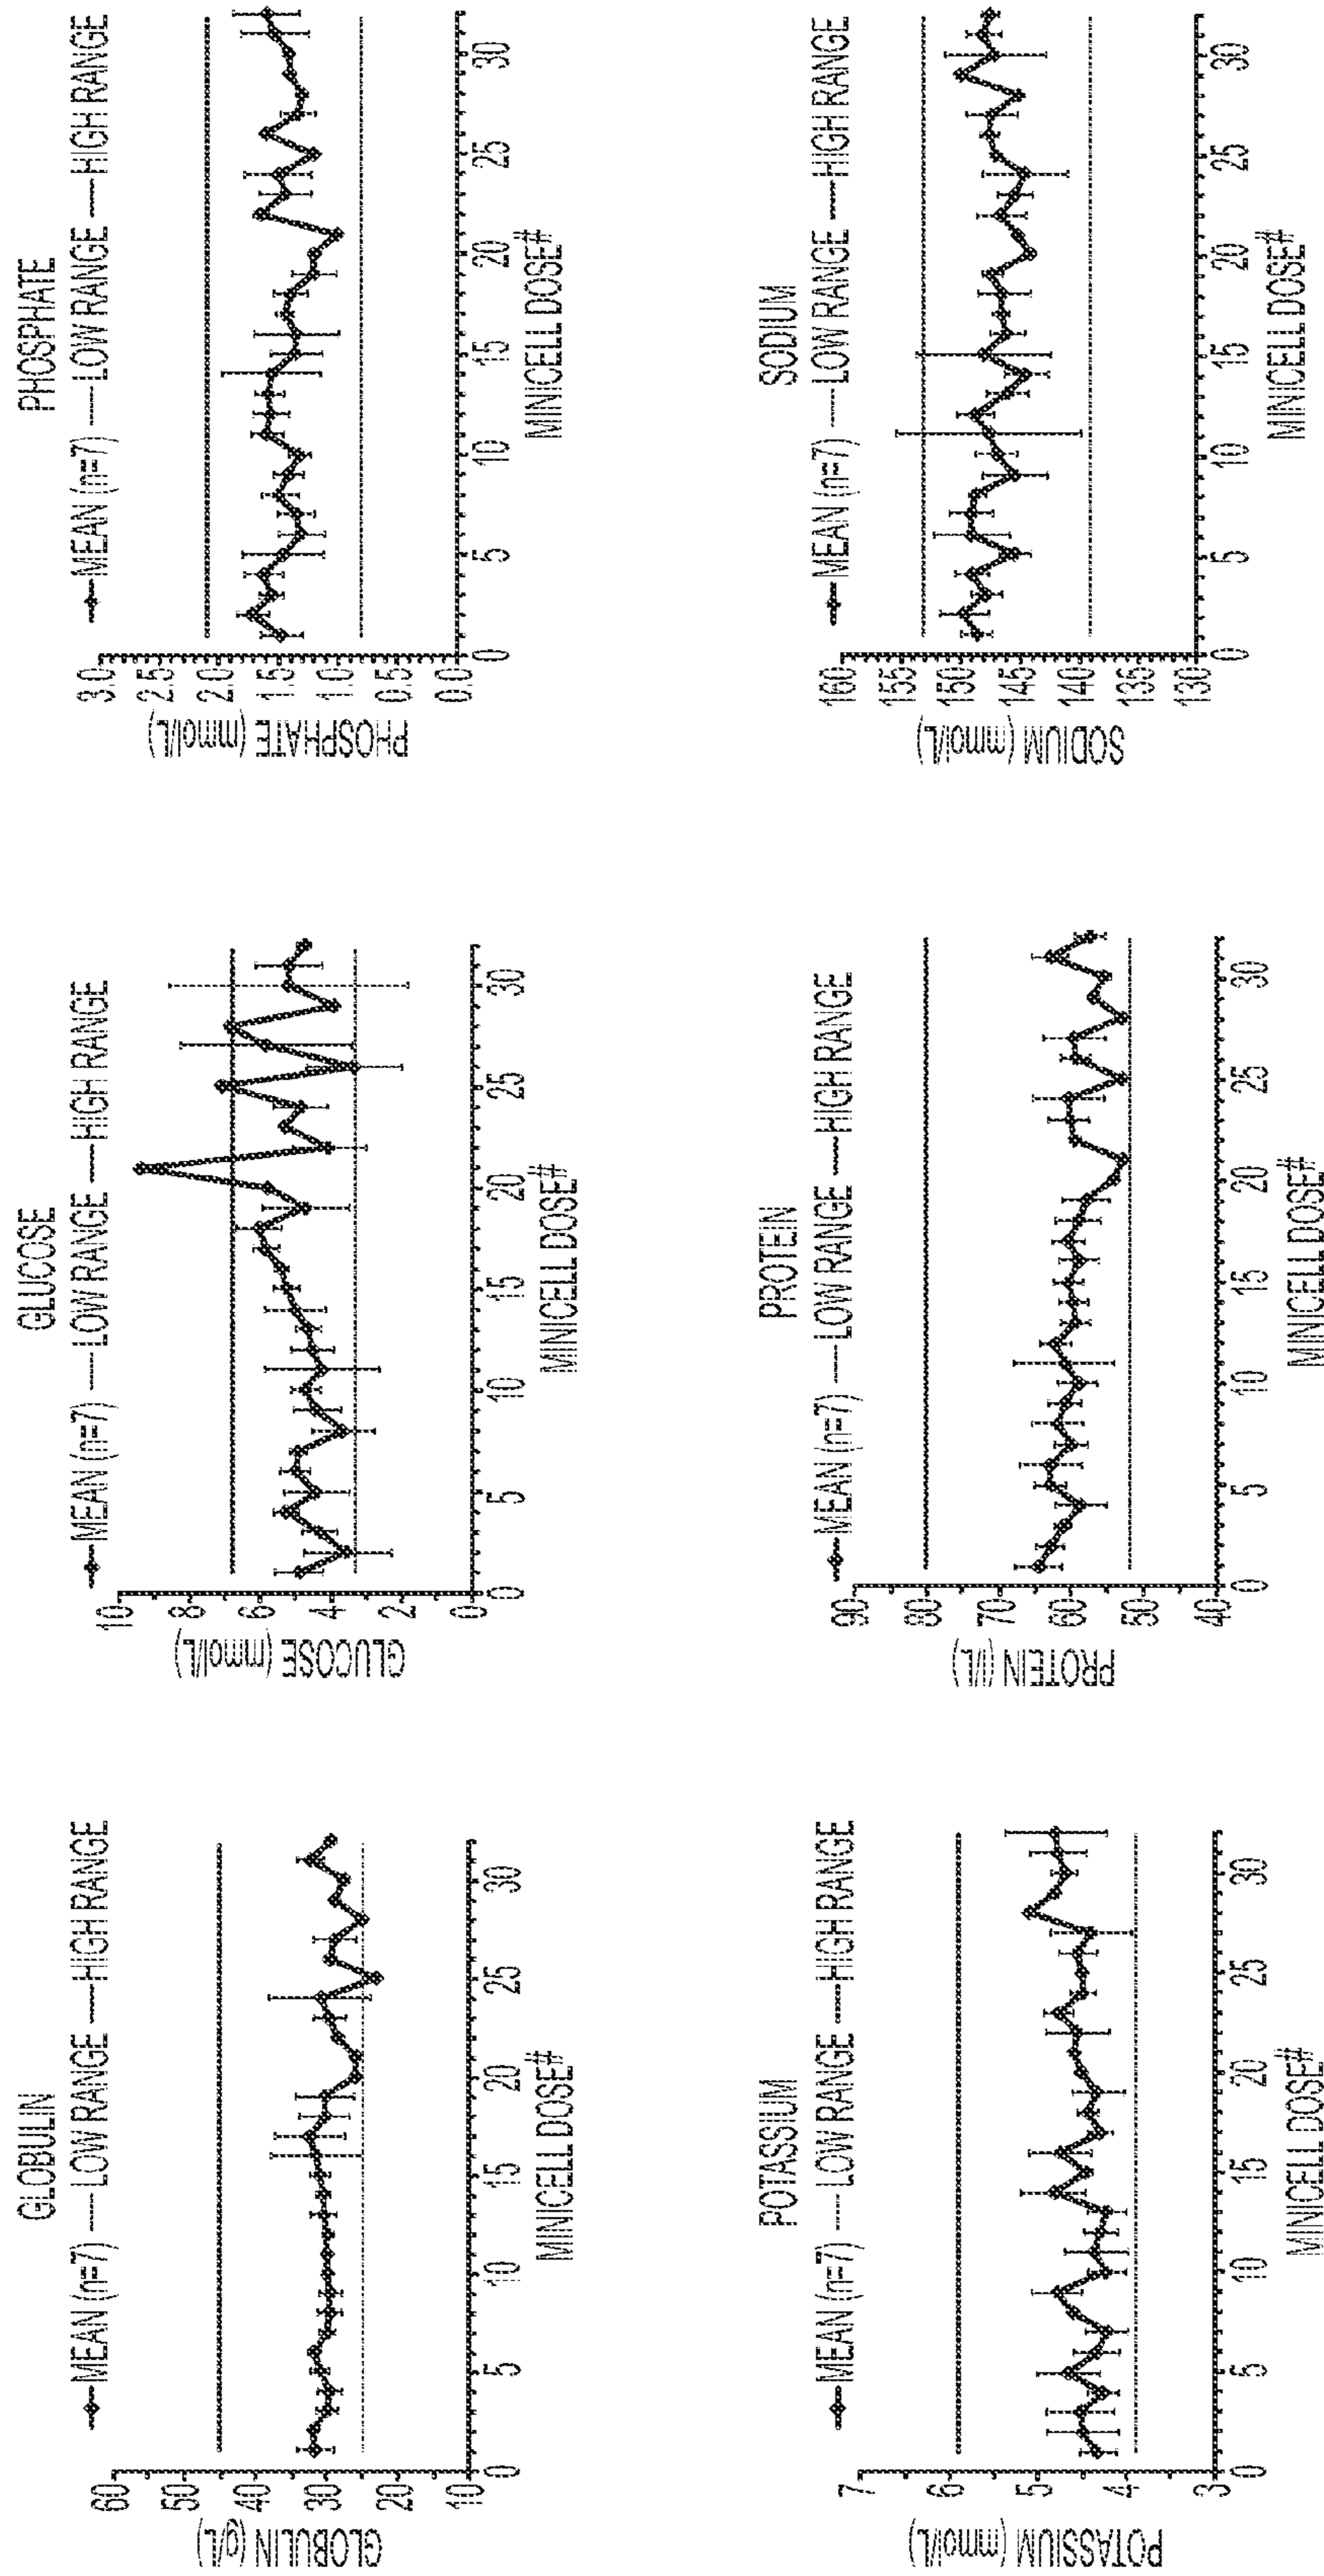 GLOBULIN
MEAN (n=7) LOW RANGE HIGH RANGE
GLOBULIN (g/L)
60
50
40
30
20
10
0 5 10 15 20 25 30
MINICELL DOSE#
GLUCOSE
MEAN (n=7) LOW RANGE HIGH RANGE
GLUCOSE (mmol/L)
10
8
6
4
2
0
0 5 10 15 20 25 30
MINICELL DOSE#
PHOSPHATE
MEAN (n=7) LOW RANGE HIGH RANGE
PHOSPHATE (mmol/L)
3.0
2.5
2.0
1.5
1.0
0.5
0.0
0 5 10 15 20 25 30
MINICELL DOSE#
POTASSIUM
MEAN (n=7) LOW RANGE HIGH RANGE
POTASSIUM (mmol/L)
7
6
5
4
3
0 5 10 15 20 25 30
MINICELL DOSE#
PROTEIN
MEAN (n=7) LOW RANGE HIGH RANGE
PROTEIN (l/L)
90
80
70
60
50
40
0 5 10 15 20 25 30
MINICELL DOSE#
SODIUM
MEAN (n=7) LOW RANGE HIGH RANGE
SODIUM (mmol/L)
160
155
150
145
140
135
130
0 5 10 15 20 25 30
MINICELL DOSE#